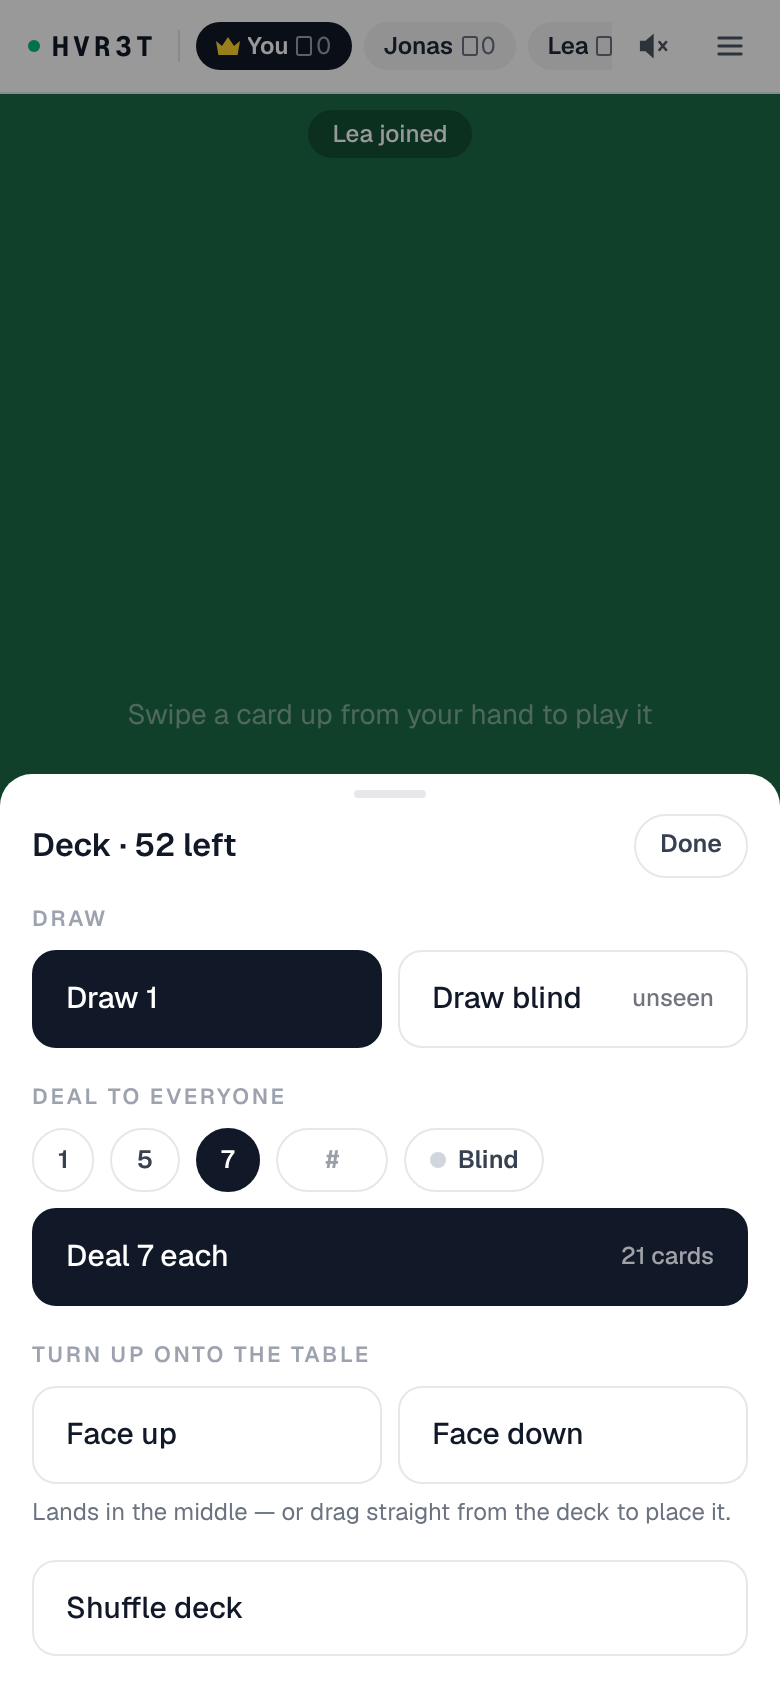 HVR3T You 0 Jonas 0 Lea
Lea joined
Swipe a card up from your hand to play it
Deck · 52 left Done
DRAW
Draw 1 Draw blind unseen
DEAL TO EVERYONE
1 5 7 # Blind
Deal 7 each 21 cards
TURN UP ONTO THE TABLE
Face up Face down
Lands in the middle — or drag straight from the deck to place it.
Shuffle deck